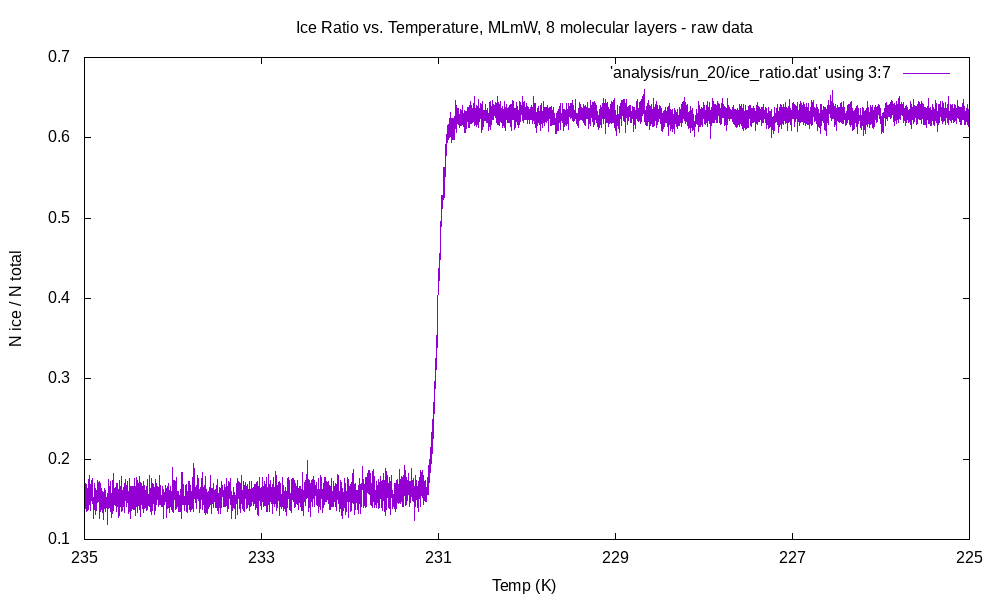 Ice Ratio vs. Temperature, MLmW, 8 molecular layers - raw data
'analysis/run_20/ice_ratio.dat' using 3:7
N ice / N total
0.7
0.6
0.5
0.4
0.3
0.2
0.1
235 233 231 229 227 225
Temp (K)